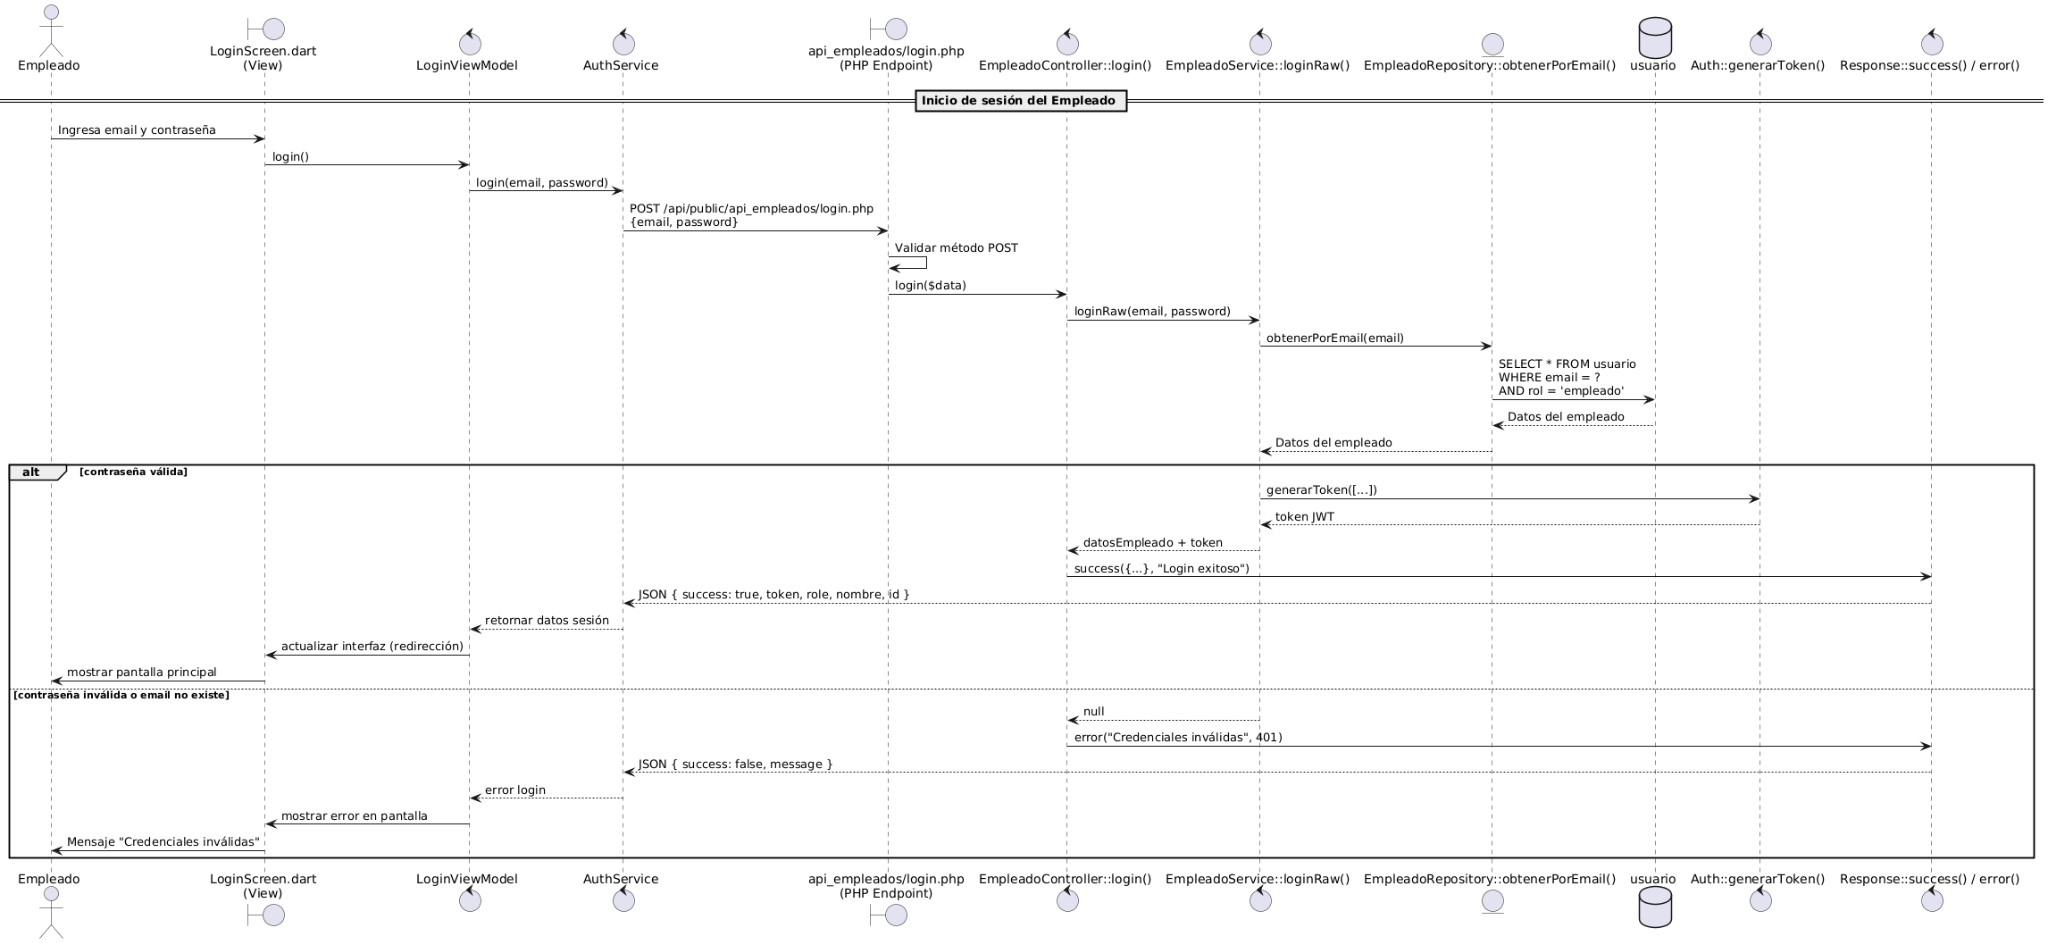 Empleado
LoginScreen.dart
(View)
LoginViewModel
AuthService
api_empleados/login.php
(PHP Endpoint)
EmpleadoController::login()
EmpleadoService::loginRaw()
EmpleadoRepository::obtenerPorEmail()
usuario
Auth::generarToken()
Response::success() / error()
Inicio de sesión del Empleado
Ingresa email y contraseña
login()
login(email, password)
POST /api/public/api_empleados/login.php
{email, password}
Validar método POST
login($data)
loginRaw(email, password)
obtenerPorEmail(email)
SELECT * FROM usuario
WHERE email = ?
AND rol = 'empleado'
Datos del empleado
Datos del empleado
alt [contraseña válida]
generarToken([...])
token JWT
datosEmpleado + token
success({...}, "Login exitoso")
JSON { success: true, token, role, nombre, id }
retornar datos sesión
actualizar interfaz (redirección)
mostrar pantalla principal
[contraseña inválida o email no existe]
null
error("Credenciales inválidas", 401)
JSON { success: false, message }
error login
mostrar error en pantalla
Mensaje "Credenciales inválidas"
Empleado
LoginScreen.dart
(View)
LoginViewModel
AuthService
api_empleados/login.php
(PHP Endpoint)
EmpleadoController::login()
EmpleadoService::loginRaw()
EmpleadoRepository::obtenerPorEmail()
usuario
Auth::generarToken()
Response::success() / error()